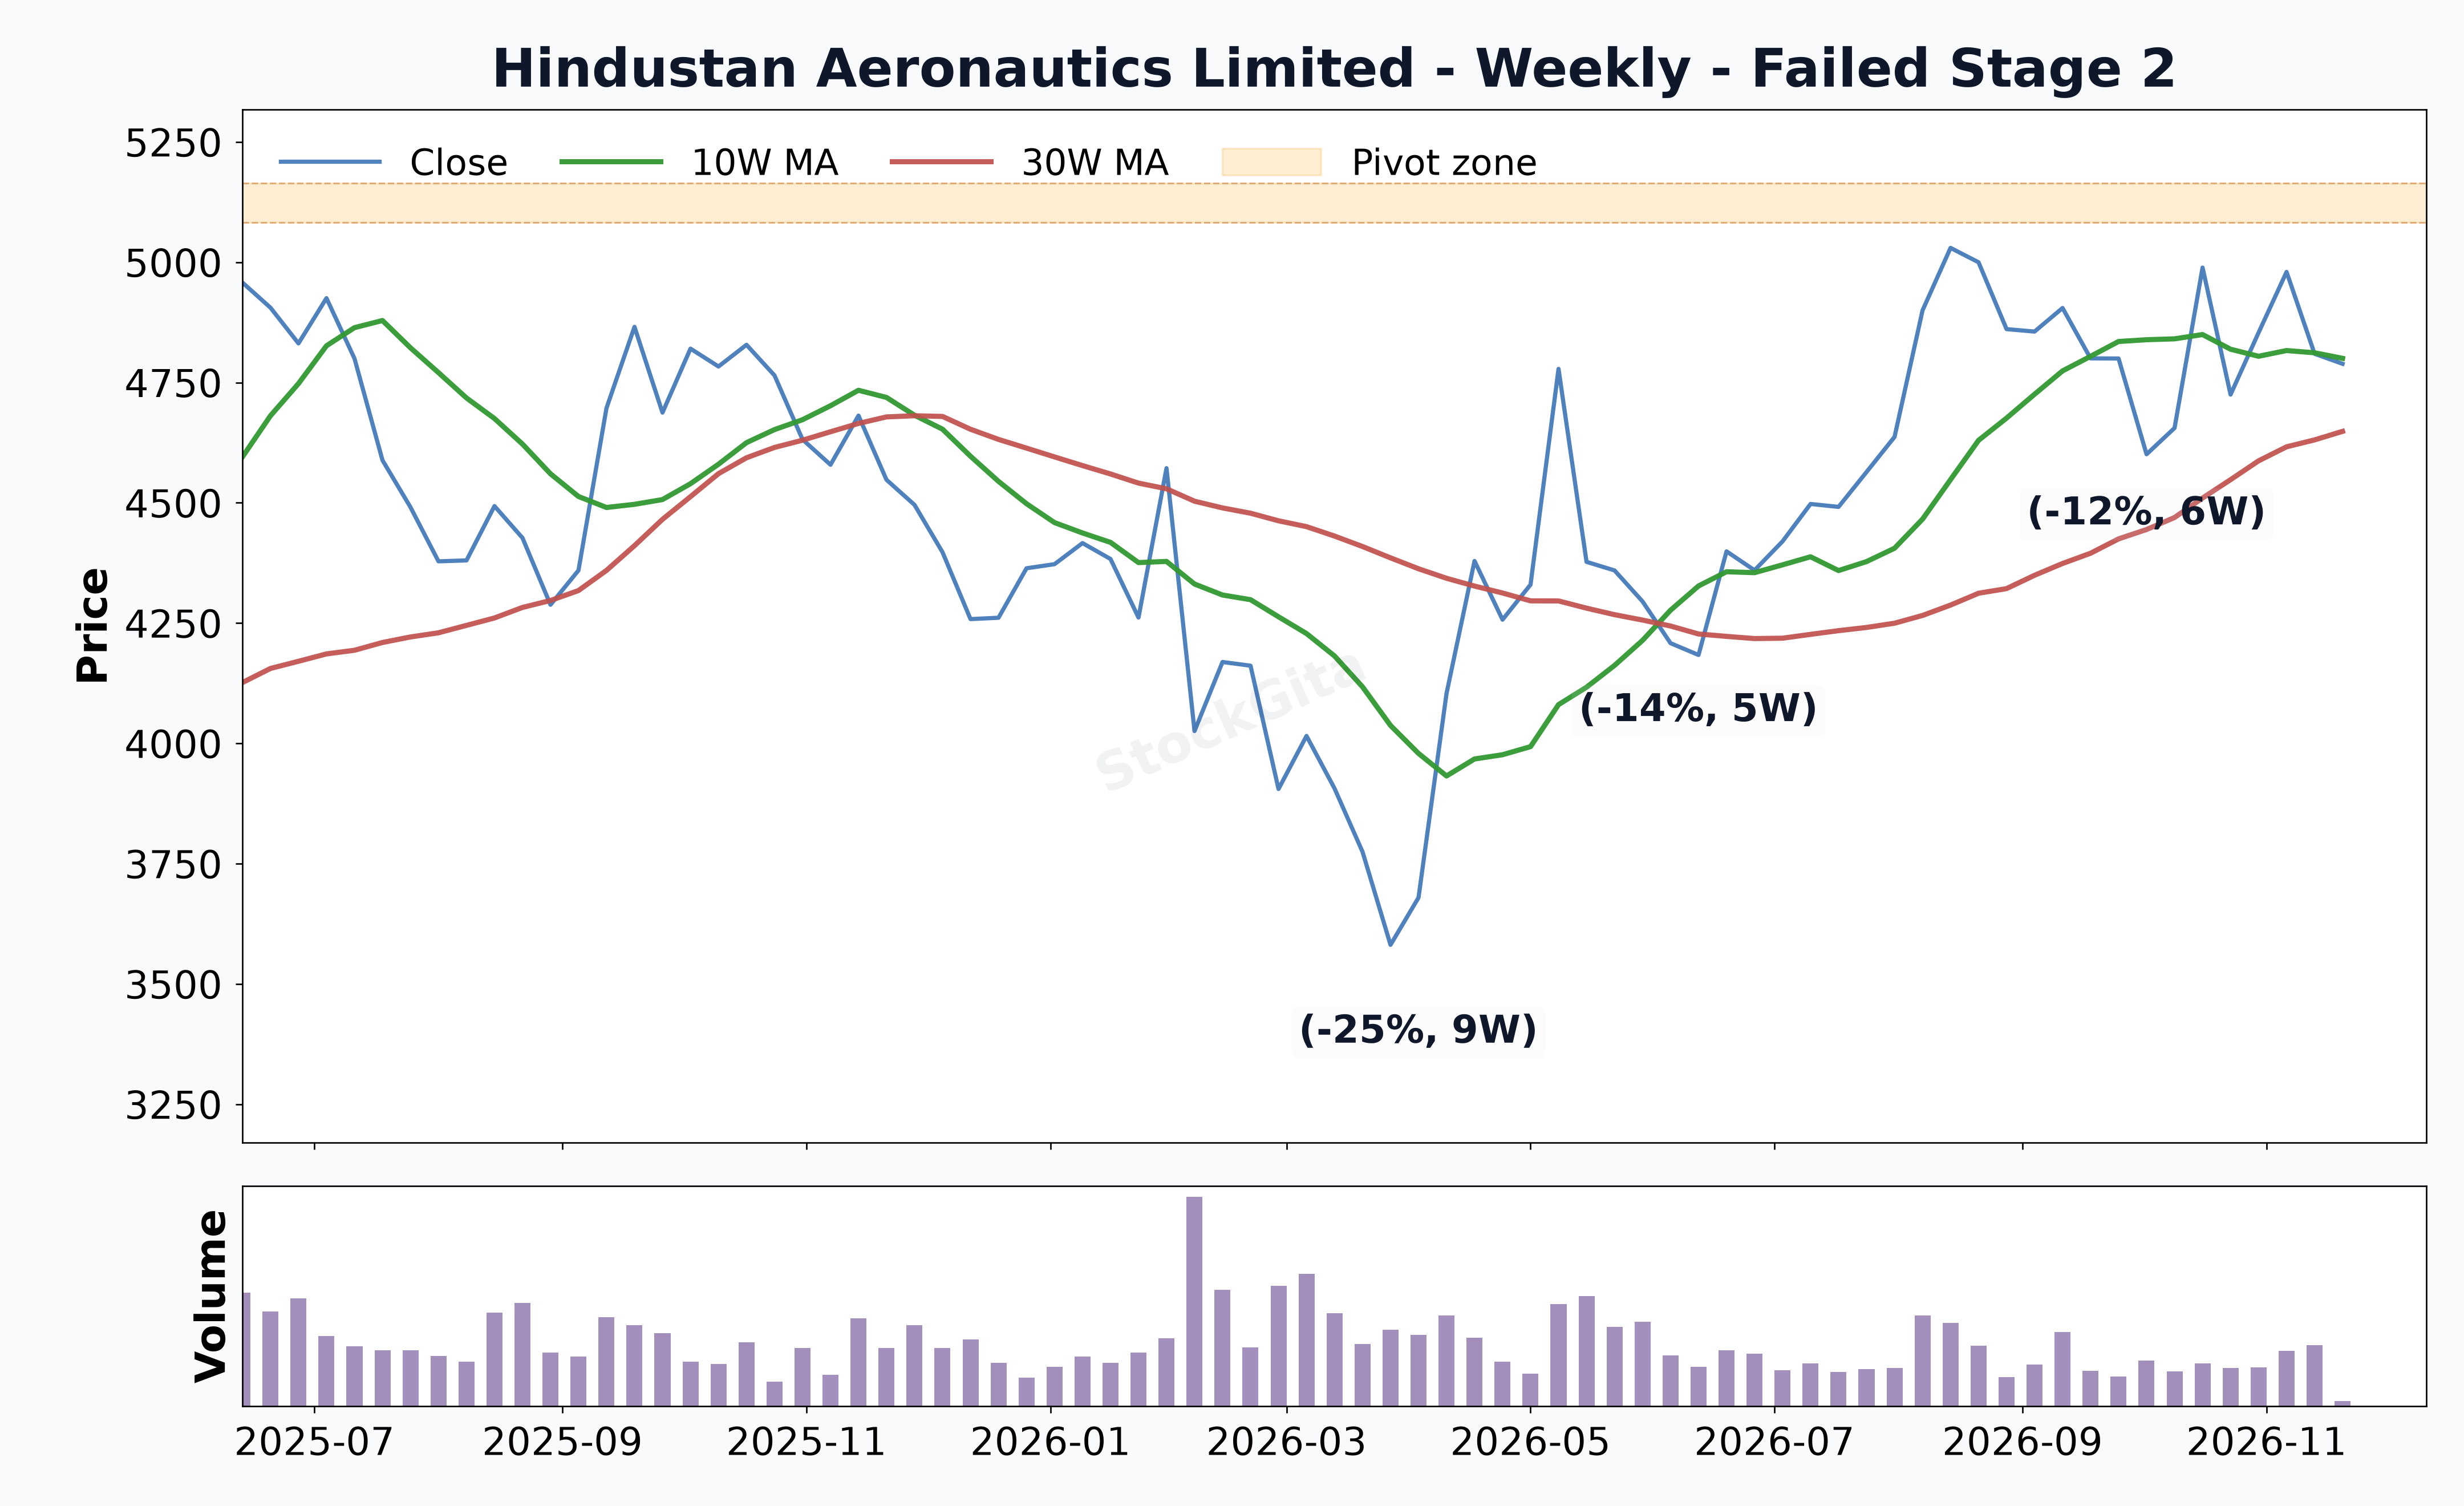 Hindustan Aeronautics Limited - Weekly - Failed Stage 2
Close 10W MA 30W MA Pivot zone
Price
5250
5000
4750
4500
4250
4000
3750
3500
3250
(-12%, 6W)
(-14%, 5W)
(-25%, 9W)
StockGita
Volume
2025-07 2025-09 2025-11 2026-01 2026-03 2026-05 2026-07 2026-09 2026-11